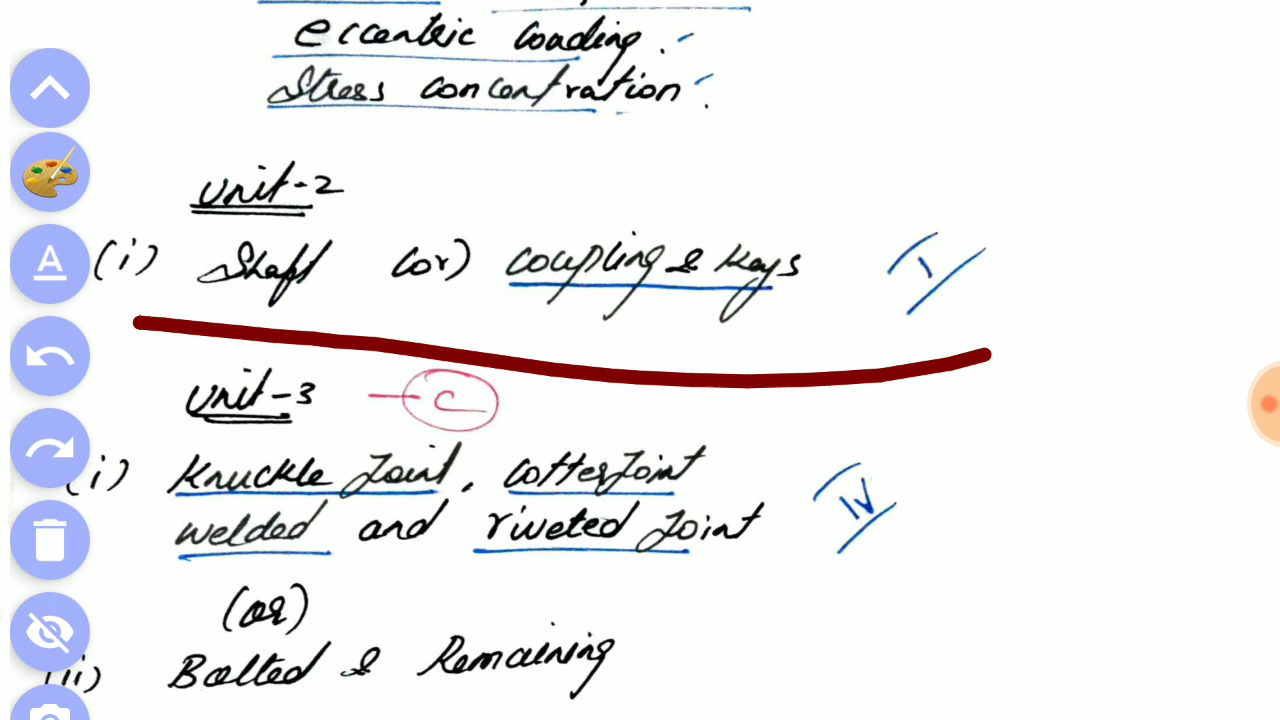 eccentric loading.
Stress concentration.
Unit-2
(i) Shaft (or) coupling & keys I
Unit-3 - C
(i) Knuckle Joint, cotter Joint IV
welded and riveted Joint
(or)
(ii) Bolted & Remaining
A